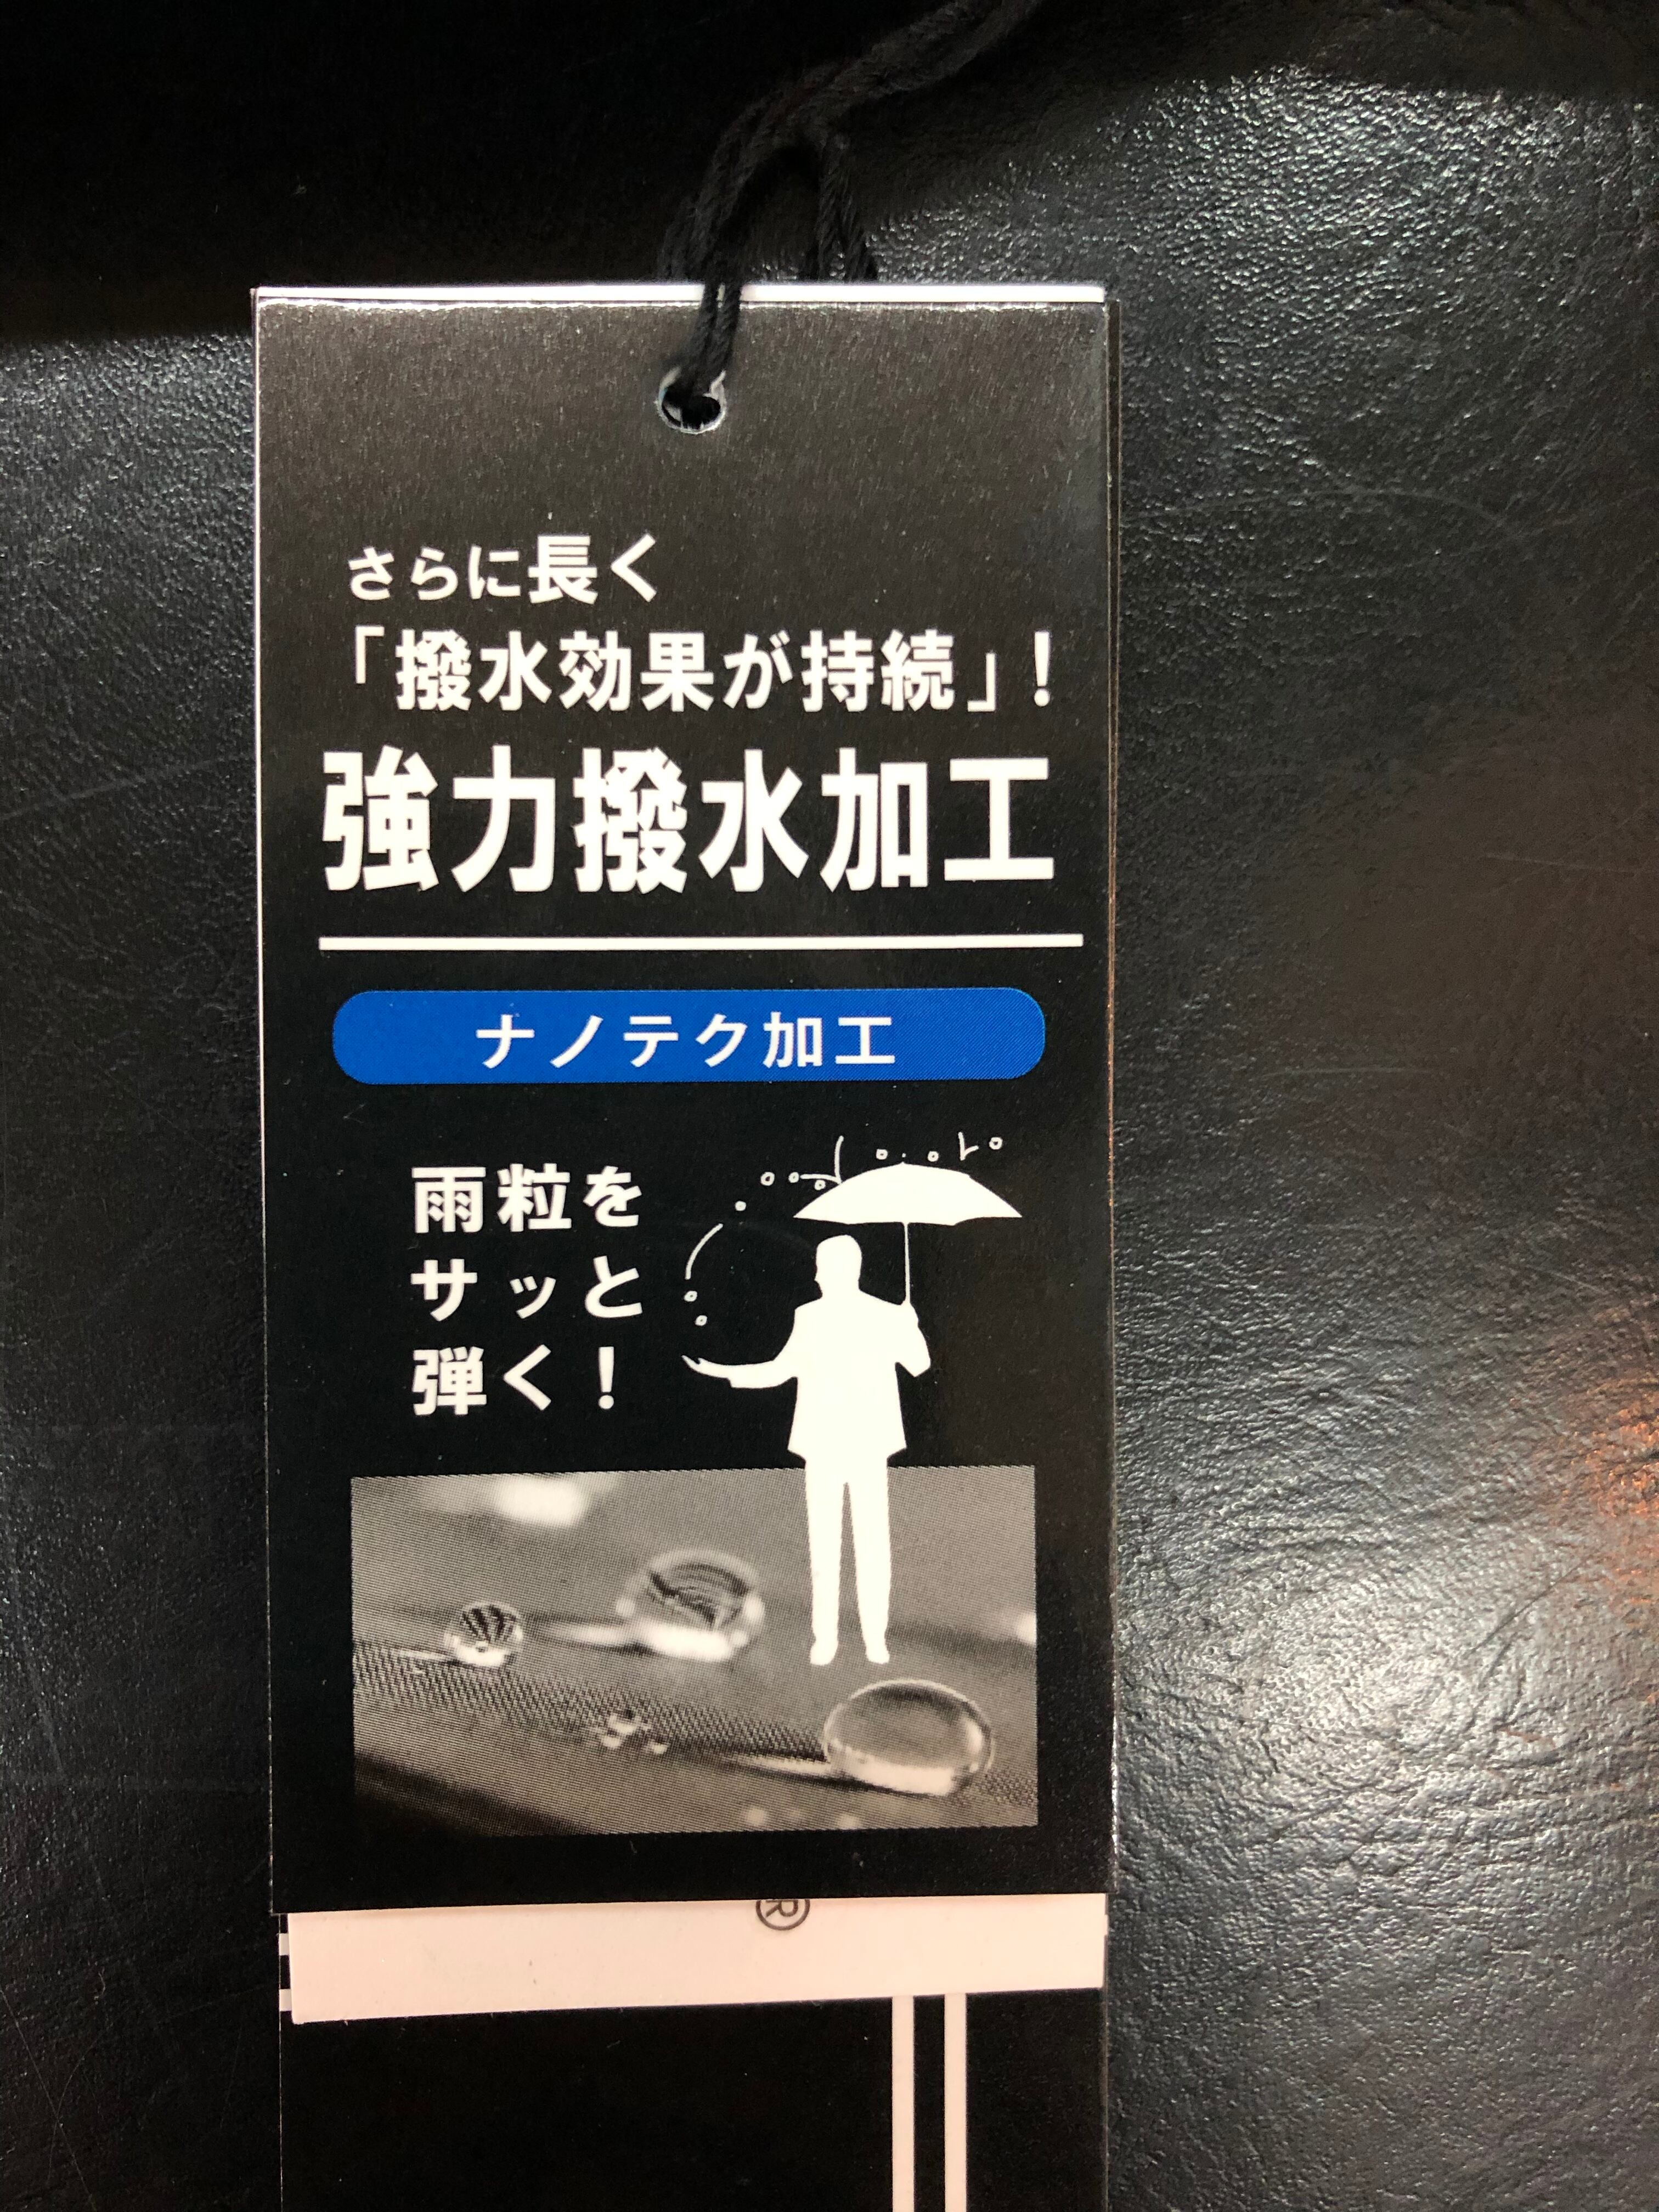 さらに長く
「撥水効果が持続」!
強力撥水加工
ナノテク加工
雨粒を
サッと
弾く!
®